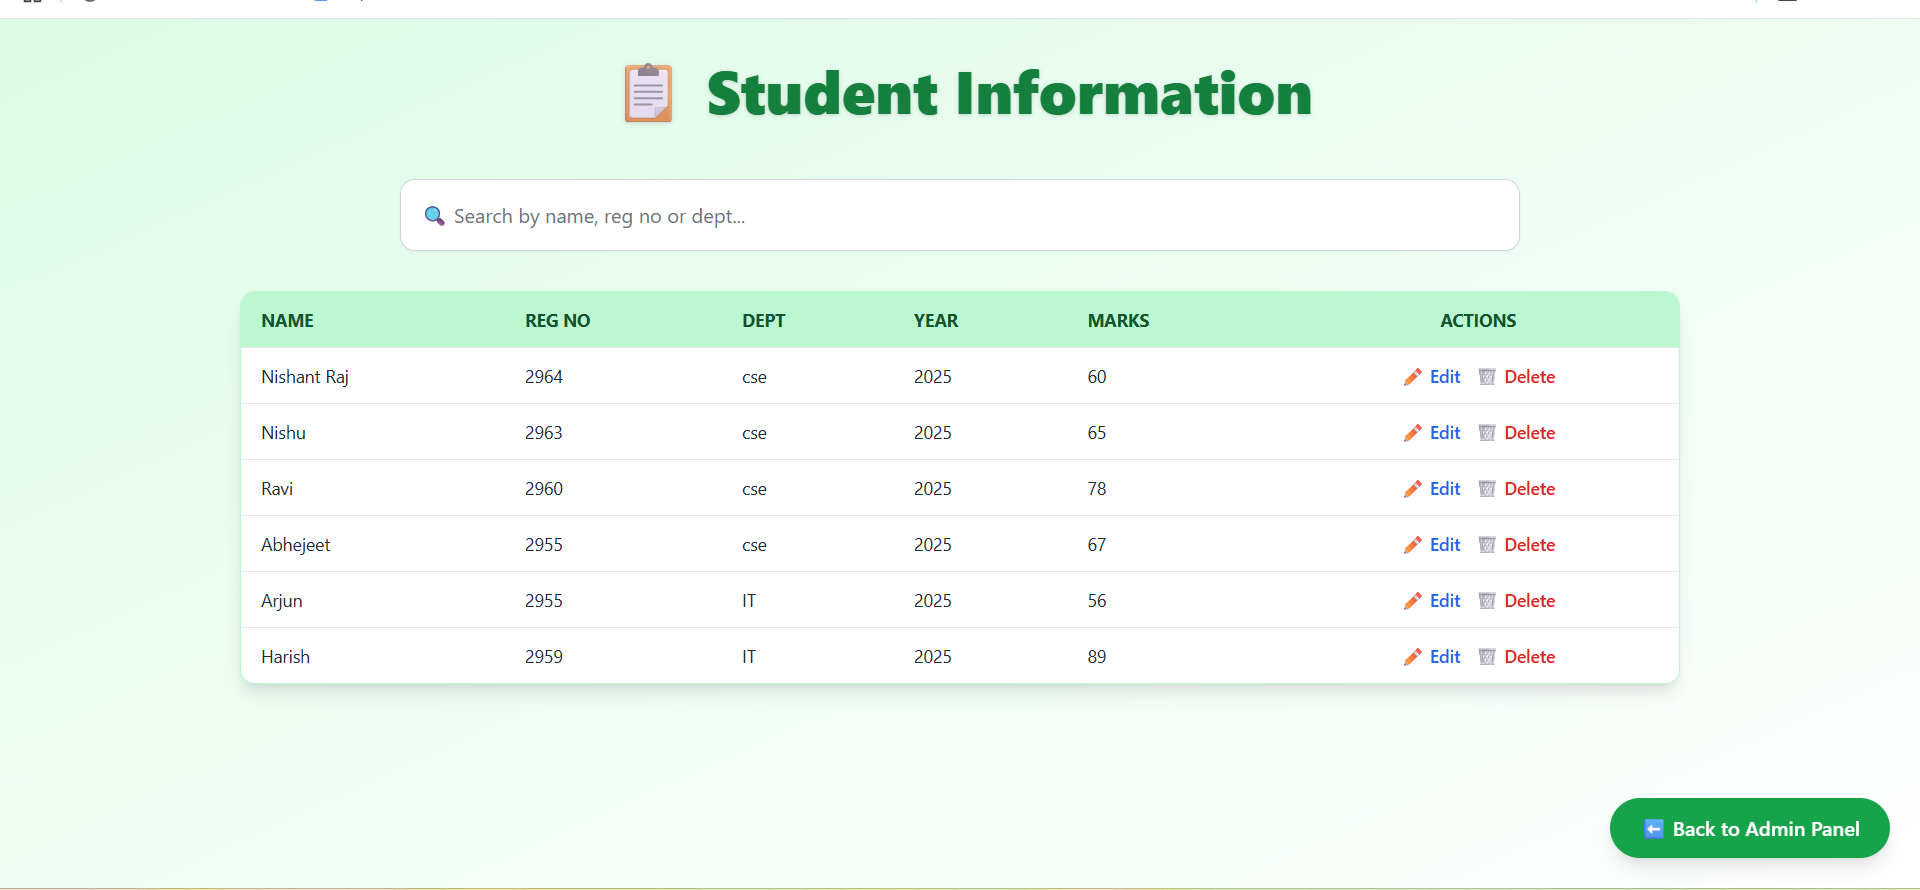 Student Information
Search by name, reg no or dept...
NAME REG NO DEPT YEAR MARKS ACTIONS
Nishant Raj 2964 cse 2025 60 Edit Delete
Nishu 2963 cse 2025 65 Edit Delete
Ravi 2960 cse 2025 78 Edit Delete
Abhejeet 2955 cse 2025 67 Edit Delete
Arjun 2955 IT 2025 56 Edit Delete
Harish 2959 IT 2025 89 Edit Delete
Back to Admin Panel